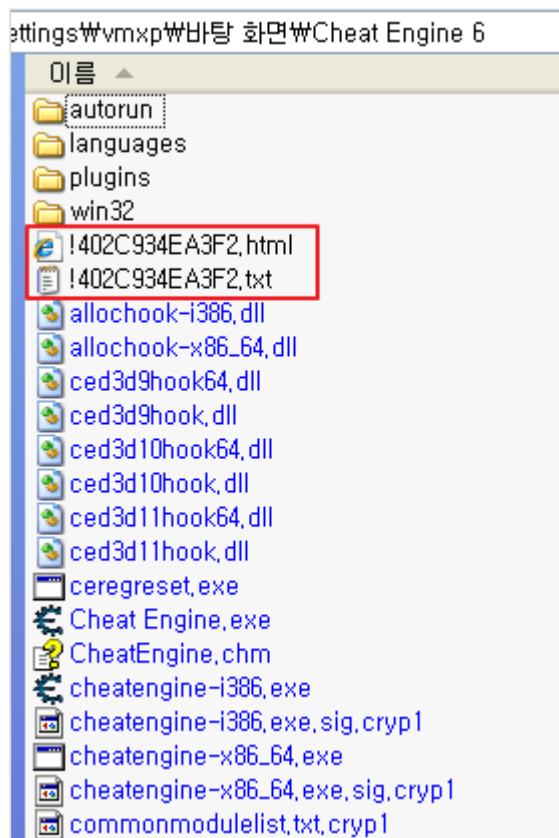 ettings₩vmxp₩바탕 화면₩Cheat Engine 6
이름
autorun
languages
plugins
win32
!402C934EA3F2.html
!402C934EA3F2.txt
allochook-i386.dll
allochook-x86_64.dll
ced3d9hook64.dll
ced3d9hook.dll
ced3d10hook64.dll
ced3d10hook.dll
ced3d11hook64.dll
ced3d11hook.dll
ceregreset.exe
Cheat Engine.exe
CheatEngine.chm
cheatengine-i386.exe
cheatengine-i386.exe.sig.cryp1
cheatengine-x86_64.exe
cheatengine-x86_64.exe.sig.cryp1
commonmodulelist.txt.cryp1